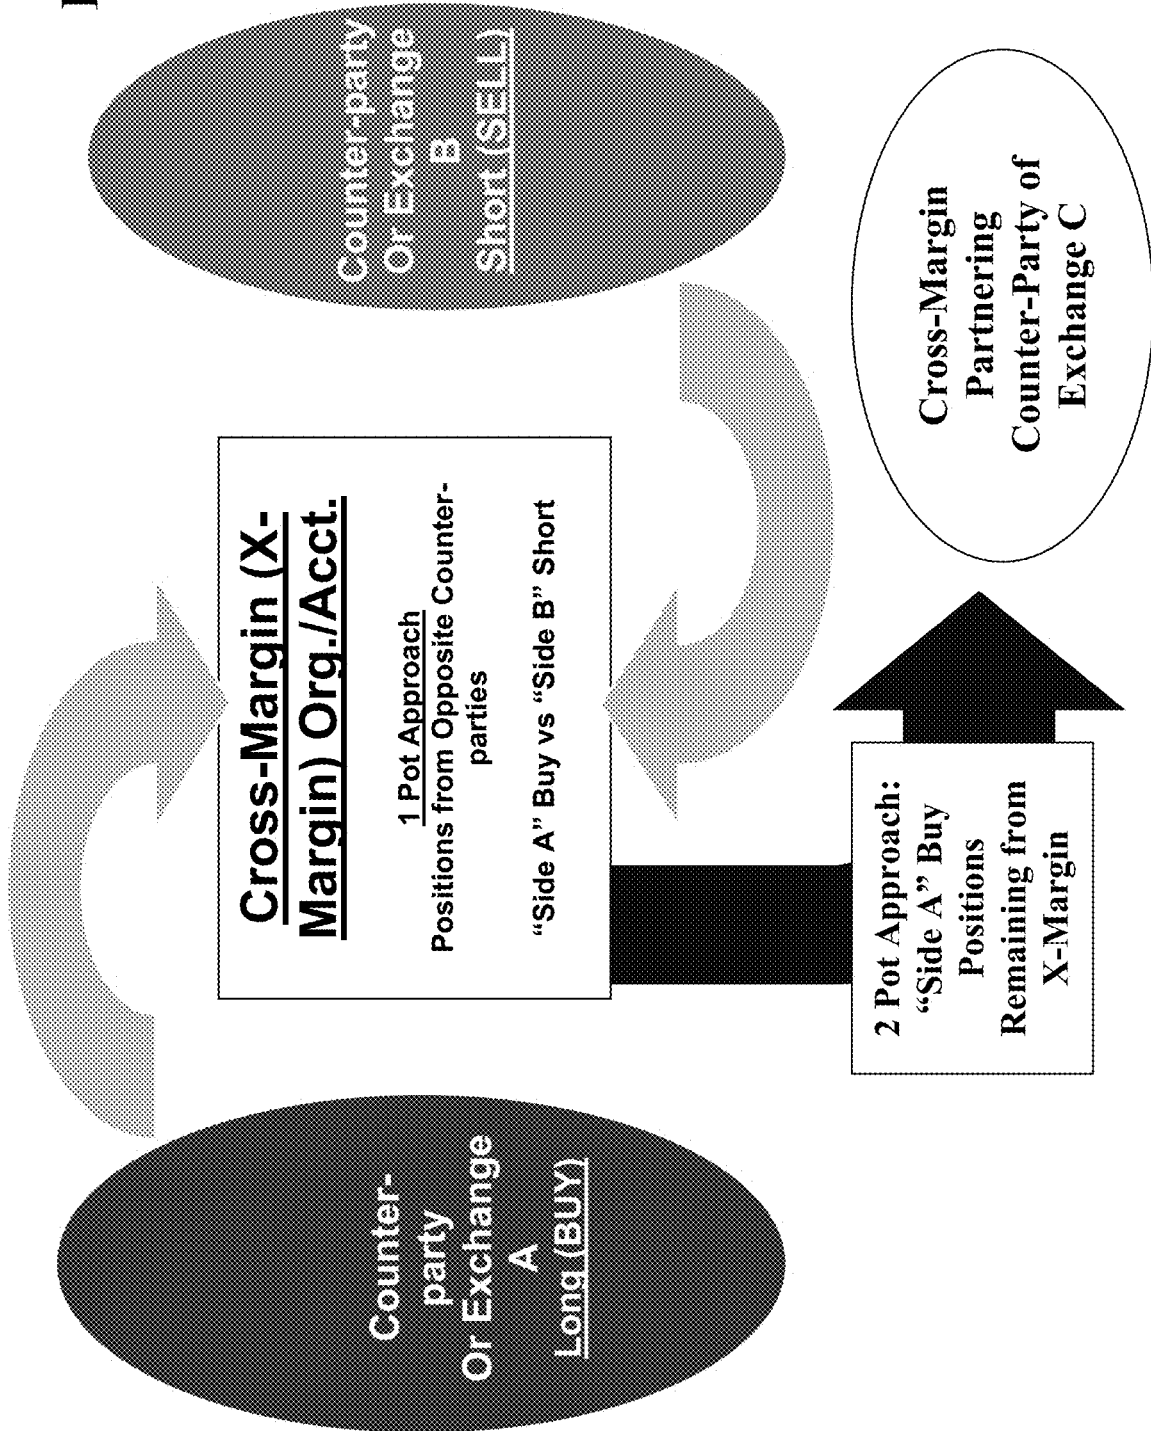 Counter-
party
Or Exchange
A
Long (BUY)
Cross-Margin (X-
Margin) Org./Acct.
1 Pot Approach
Positions from Opposite Counter-
parties
“Side A” Buy vs “Side B” Short
Counter-party
Or Exchange
B
Short (SELL)
2 Pot Approach:
“Side A” Buy
Positions
Remaining from
X-Margin
Cross-Margin
Partnering
Counter-Party of
Exchange C